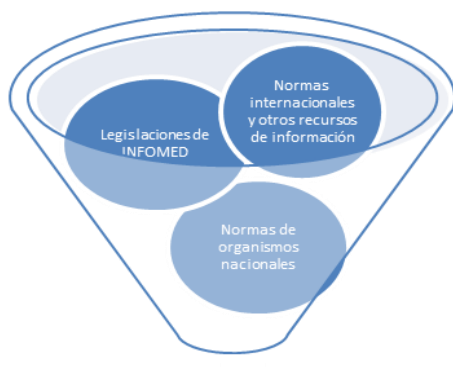 Normas
internacionales
y otros recursos
de información
Legislaciones de
INFOMED
Normas de
organismos
nacionales